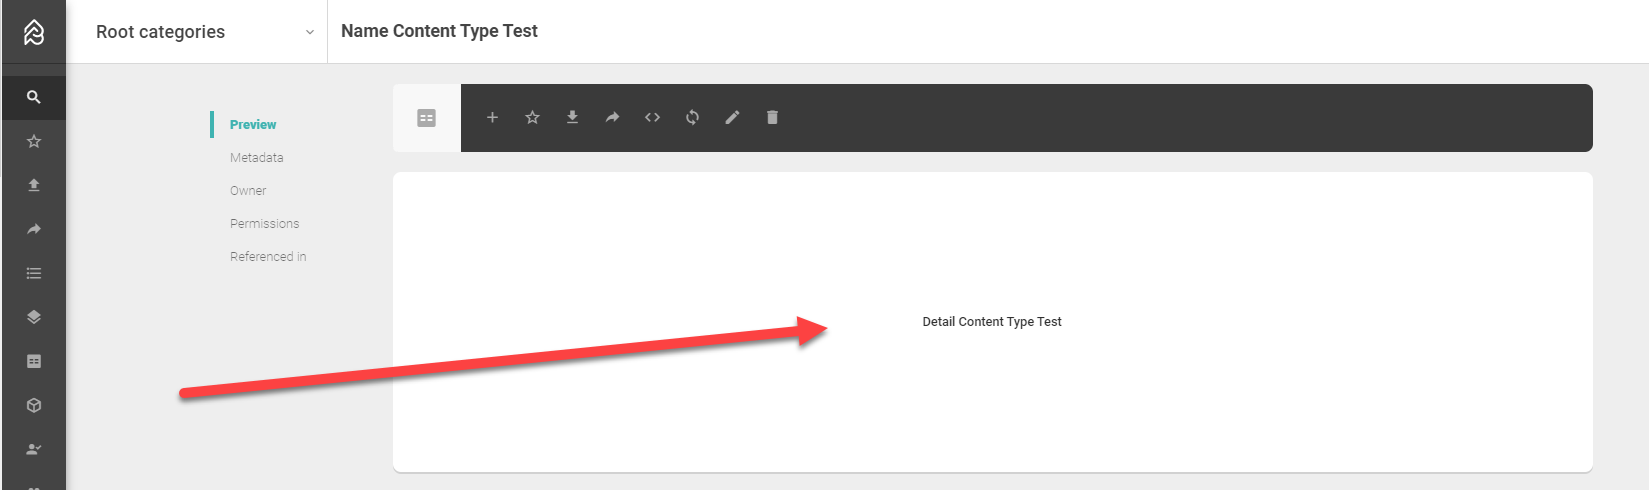 Root categories
Name Content Type Test
Preview
Metadata
Owner
Permissions
Referenced in
Detail Content Type Test